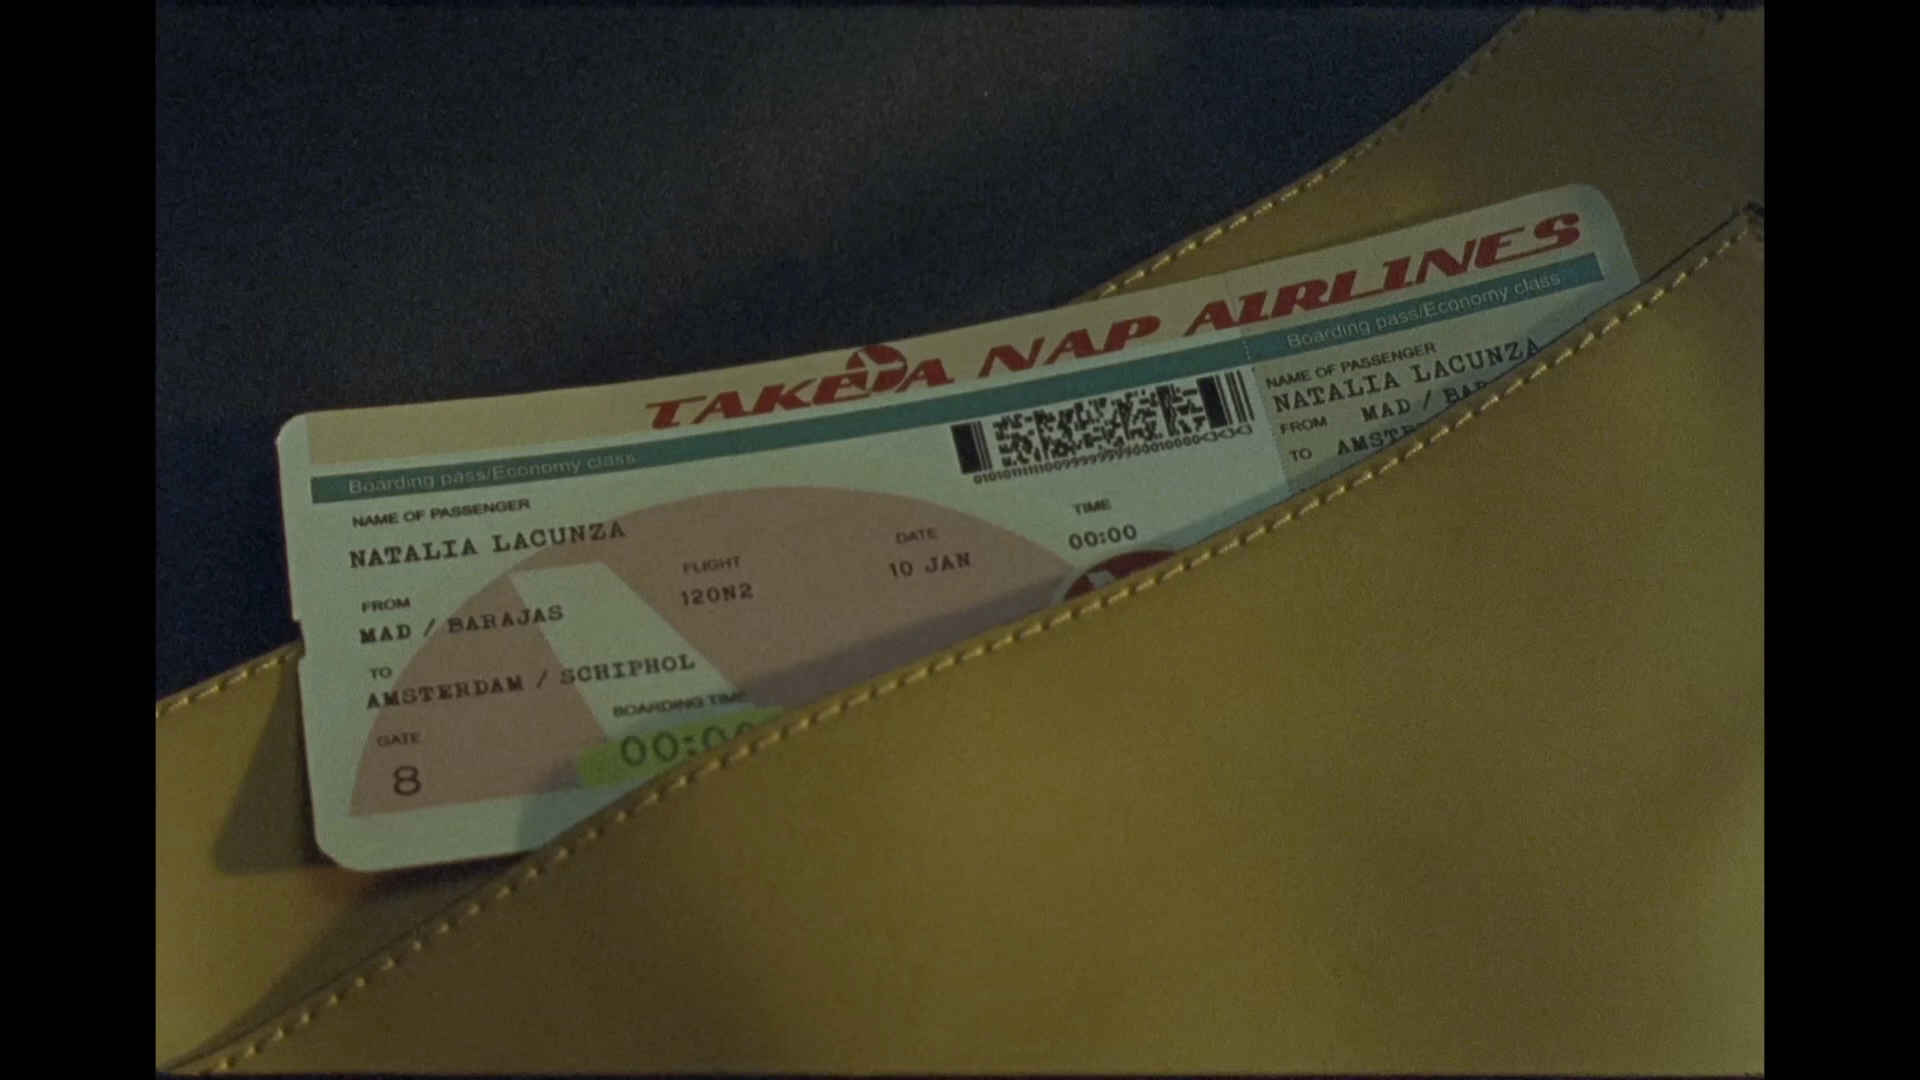 TAKE A NAP AIRLINES
Boarding pass/Economy class
NAME OF PASSENGER
NATALIA LACUNZA
FROM
MAD / BARAJAS
TO
AMSTERDAM / SCHIPHOL
GATE
8
FLIGHT
120N2
DATE
10 JAN
TIME
00:00
BOARDING TIME
Boarding pass/Economy class
NAME OF PASSENGER
NATALIA LACUNZA
FROM MAD /
TO